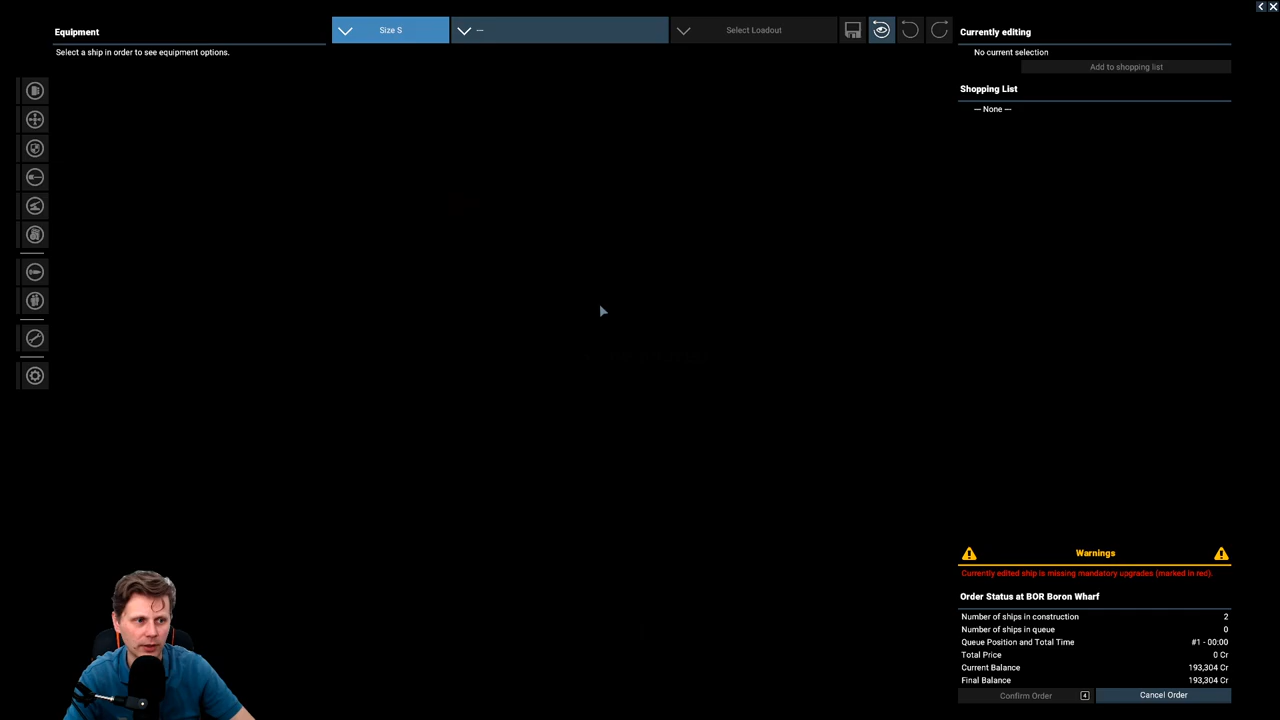 Equipment
Select a ship in order to see equipment options.
Size S
—
Select Loadout
Currently editing
No current selection
Add to shopping list
Shopping List
— None —
Warnings
Currently edited ship is missing mandatory upgrades (marked in red).
Order Status at BOR Boron Wharf
Number of ships in construction 2
Number of ships in queue 0
Queue Position and Total Time #1 - 00:00
Total Price 0 Cr
Current Balance 193,304 Cr
Final Balance 193,304 Cr
Confirm Order 4
Cancel Order